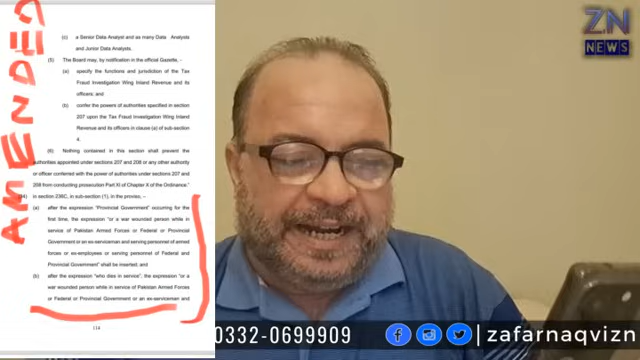 AMENDED
(c) a Senior Data Analyst and as many Data Analysts
and Junior Data Analysts.
(5) The Board may, by notification in the official Gazette, -
(a) specify the functions and jurisdiction of the Tax
Fraud Investigation Wing Inland Revenue and its
officers; and
(b) confer the powers of authorities specified in section
207 upon the Tax Fraud Investigation Wing Inland
Revenue and its officers in clause (a) of sub-section
4.
(6) Nothing contained in this section shall prevent the
authorities appointed under sections 207 and 208 or any other authority
or officer conferred with the power of authorities under sections 207 and
208 from conducting prosecution Part XI of Chapter X of the Ordinance."
in section 236C, in sub-section (1), in the proviso, –
(a) after the expression "Provincial Government" occurring for the
first time, the expression "or a war wounded person while in
service of Pakistan Armed Forces or Federal or Provincial
Government or an ex-serviceman and serving personnel of armed
forces or ex-employees or serving personnel of Federal and
Provincial Government" shall be inserted; and
(b) after the expression "who died in service", the expression "or a
war wounded person while in service of Pakistan Armed Forces
or Federal or Provincial Government or an ex-serviceman and
114
ZN
NEWS
0332-0699909
zafarnaqvizn